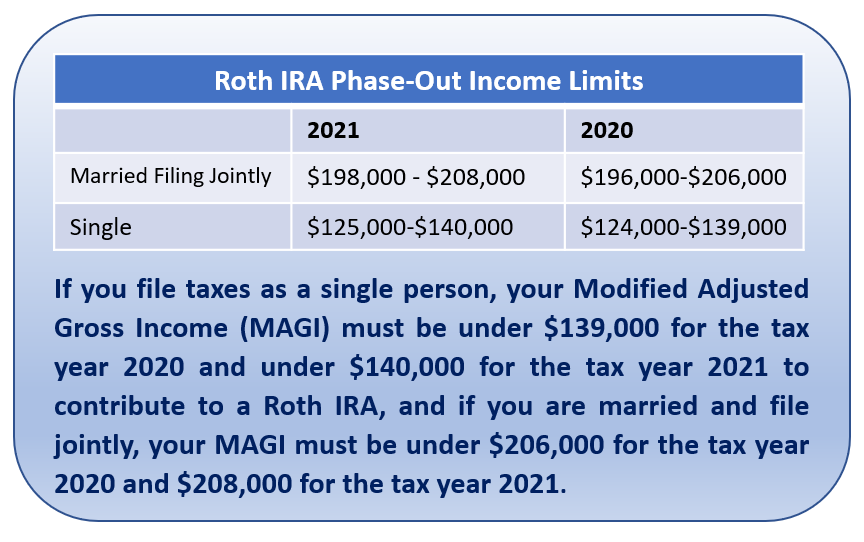 Roth IRA Phase-Out Income Limits
2021 2020
Married Filing Jointly $198,000 - $208,000 $196,000-$206,000
Single $125,000-$140,000 $124,000-$139,000
If you file taxes as a single person, your Modified Adjusted
Gross Income (MAGI) must be under $139,000 for the tax
year 2020 and under $140,000 for the tax year 2021 to
contribute to a Roth IRA, and if you are married and file
jointly, your MAGI must be under $206,000 for the tax year
2020 and $208,000 for the tax year 2021.